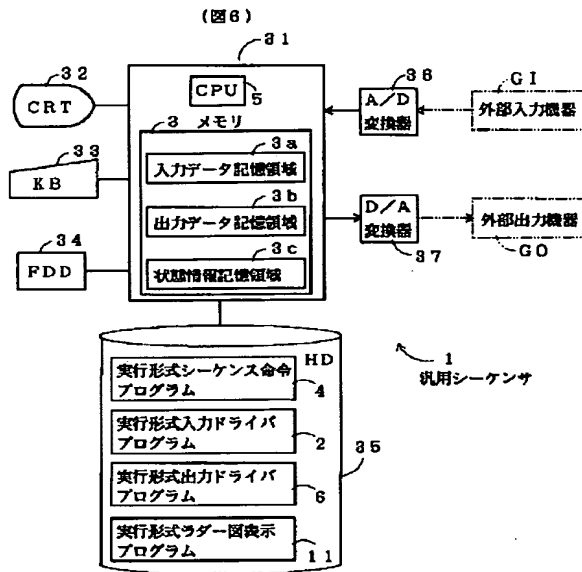 (図6)
31
32
CRT
CPU
5
36
A/D
変換器
GI
外部入力機器
3 メモリ
3a
入力データ記憶領域
33
KB
3b
出力データ記憶領域
D/A
変換器
37
外部出力機器
GO
34
FDD
3c
状態情報記憶領域
HD
実行形式シーケンス命令
プログラム
4
1
汎用シーケンサ
実行形式入力ドライバ
プログラム
2
35
実行形式出力ドライバ
プログラム
6
実行形式ラダー図表示
プログラム
11